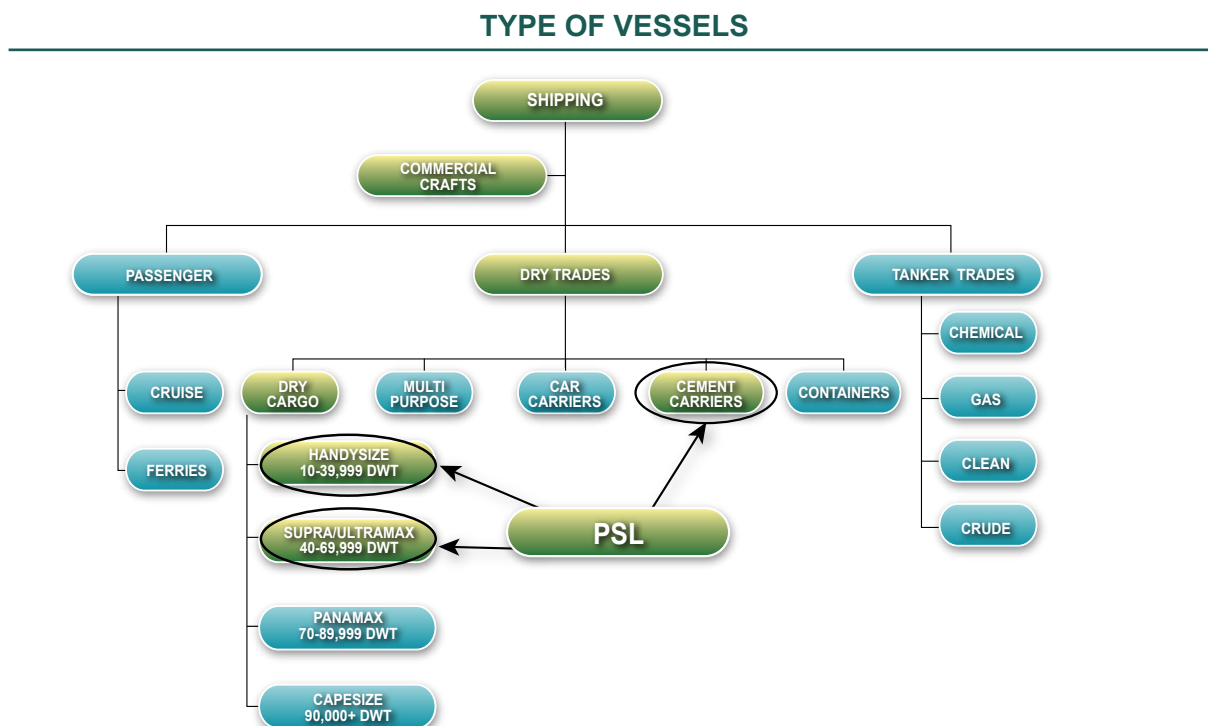 TYPE OF VESSELS
SHIPPING
COMMERCIAL
CRAFTS
PASSENGER
DRY TRADES
TANKER TRADES
CHEMICAL
CRUISE
DRY
CARGO
MULTI
PURPOSE
CAR
CARRIERS
CEMENT
CARRIERS
CONTAINERS
GAS
FERRIES
HANDYSIZE
10-39,999 DWT
CLEAN
SUPRA/ULTRAMAX
40-69,999 DWT
PSL
CRUDE
PANAMAX
70-89,999 DWT
CAPESIZE
90,000+ DWT